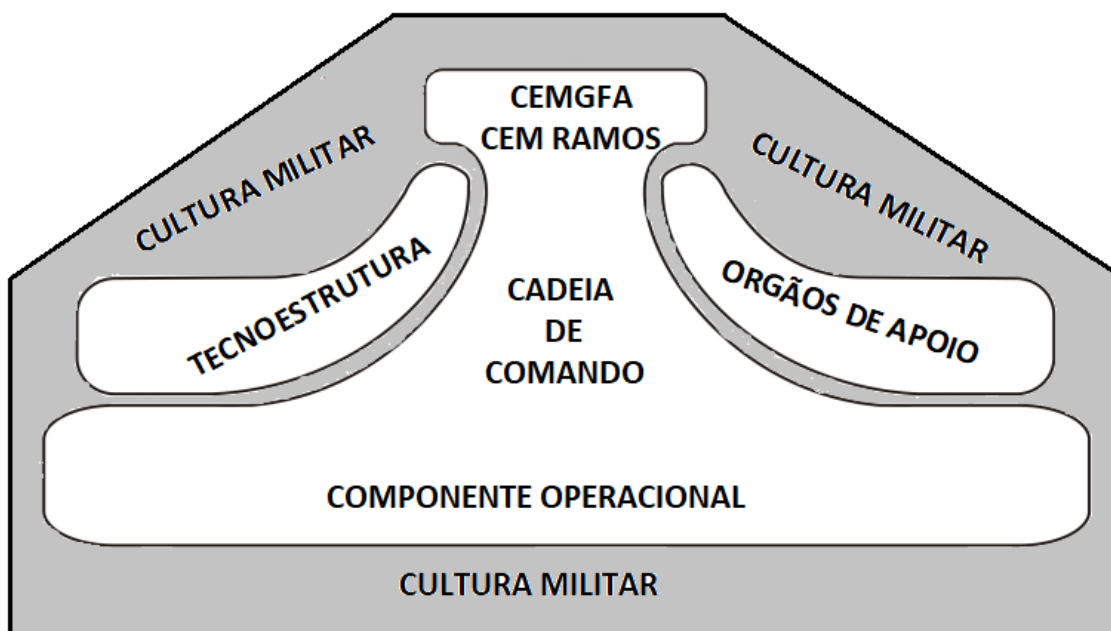 CEMGFA
CEM RAMOS
CULTURA MILITAR
CULTURA MILITAR
TECNOESTRUTURA
CADEIA
DE
COMANDO
ORGÃOS DE APOIO
COMPONENTE OPERACIONAL
CULTURA MILITAR